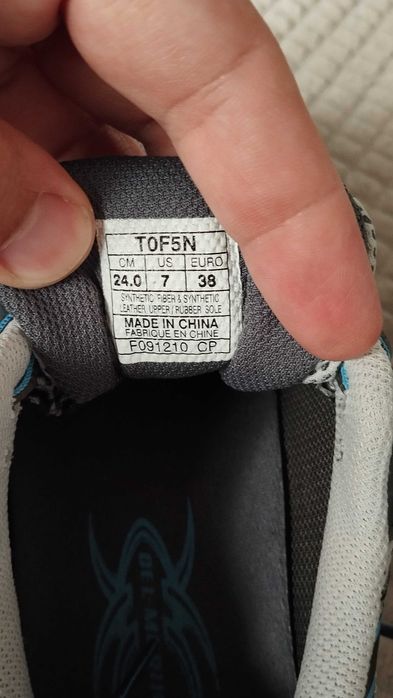 T0F5N
CM US EURO
24.0 7 38
SYNTHETIC FIBER & SYNTHETIC
LEATHER UPPER / RUBBER SOLE
MADE IN CHINA
FABRIQUE EN CHINE
F091210 CP